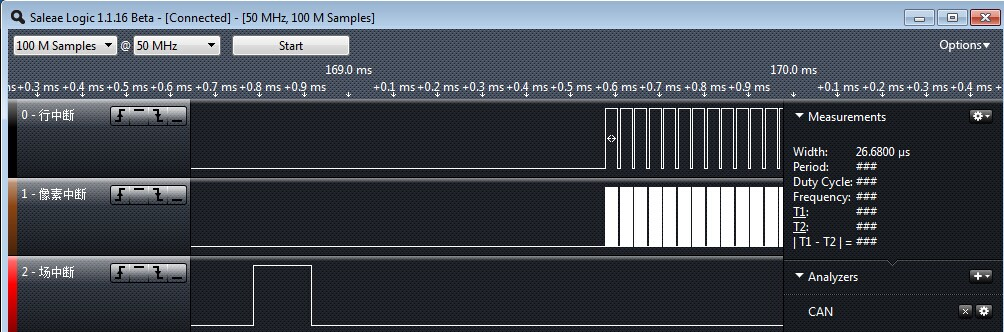 Saleae Logic 1.1.16 Beta - [Connected] - [50 MHz, 100 M Samples]
100 M Samples @ 50 MHz Start Options
169.0 ms 170.0 ms
ms +0.3 ms +0.4 ms +0.5 ms +0.6 ms +0.7 ms +0.8 ms +0.9 ms +0.1 ms +0.2 ms +0.3 ms +0.4 ms +0.5 ms +0.6 ms +0.7 ms +0.8 ms +0.9 ms +0.1 ms +0.2 ms +0.3 ms +0.4 ms
0 - 行中断
1 - 像素中断
2 - 场中断
Measurements
Width: 26.6800 µs
Period: ###
Duty Cycle: ###
Frequency: ###
T1: ###
T2: ###
| T1 - T2 | = ###
Analyzers
CAN